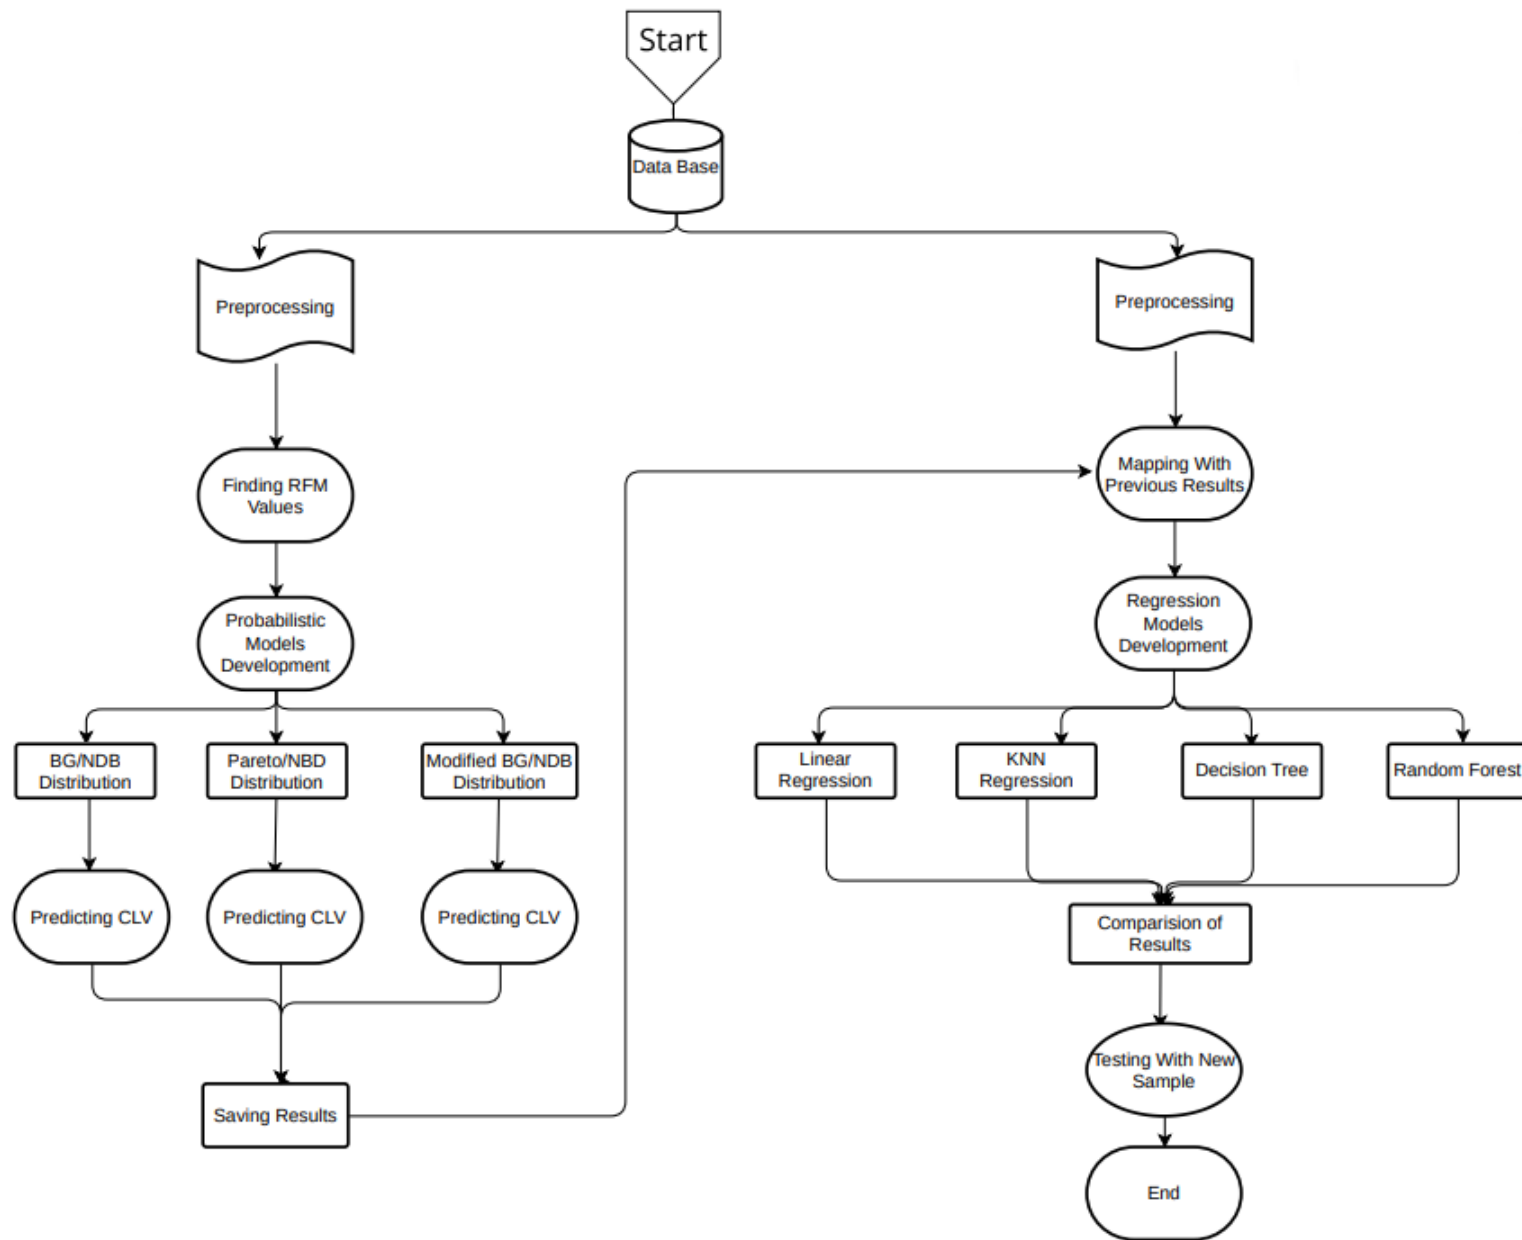 Start
Data Base
Preprocessing
Preprocessing
Finding RFM
Values
Mapping With
Previous Results
Probabilistic
Models
Development
Regression
Models
Development
BG/NDB
Distribution
Pareto/NBD
Distribution
Modified BG/NDB
Distribution
Linear
Regression
KNN
Regression
Decision Tree
Random Forest
Predicting CLV
Predicting CLV
Predicting CLV
Comparision of
Results
Saving Results
Testing With New
Sample
End